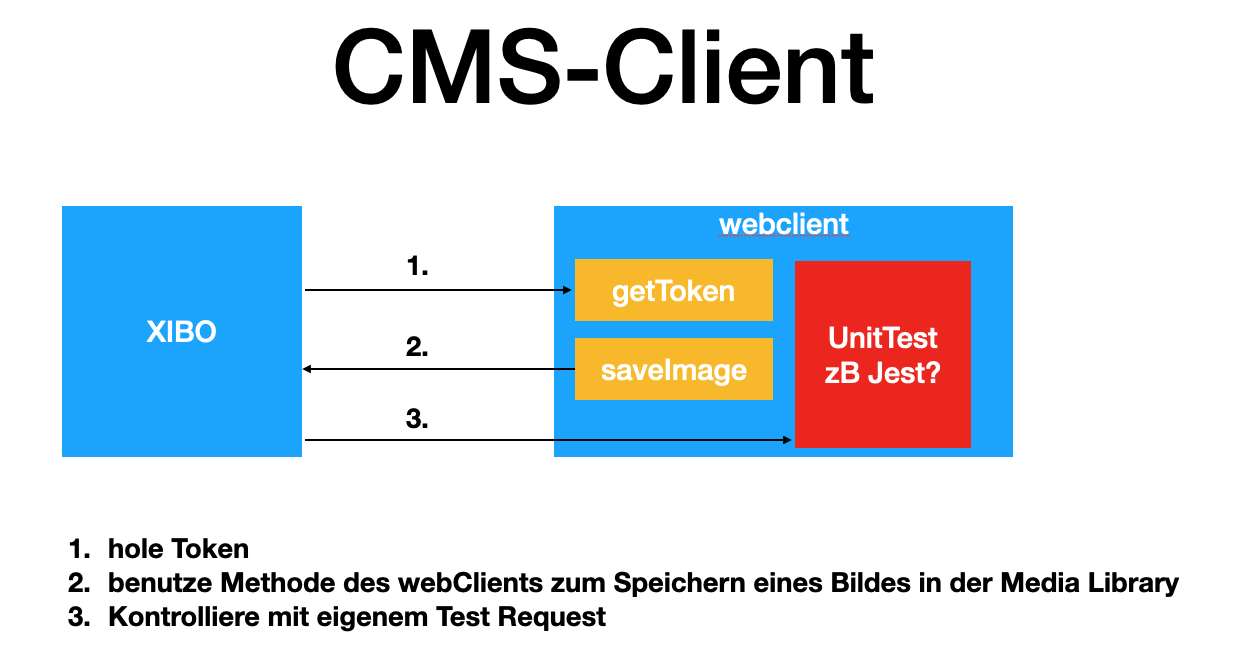 CMS-Client
webclient
1.
getToken
XIBO
2.
saveImage
UnitTest
zB Jest?
3.
1. hole Token
2. benutze Methode des webClients zum Speichern eines Bildes in der Media Library
3. Kontrolliere mit eigenem Test Request